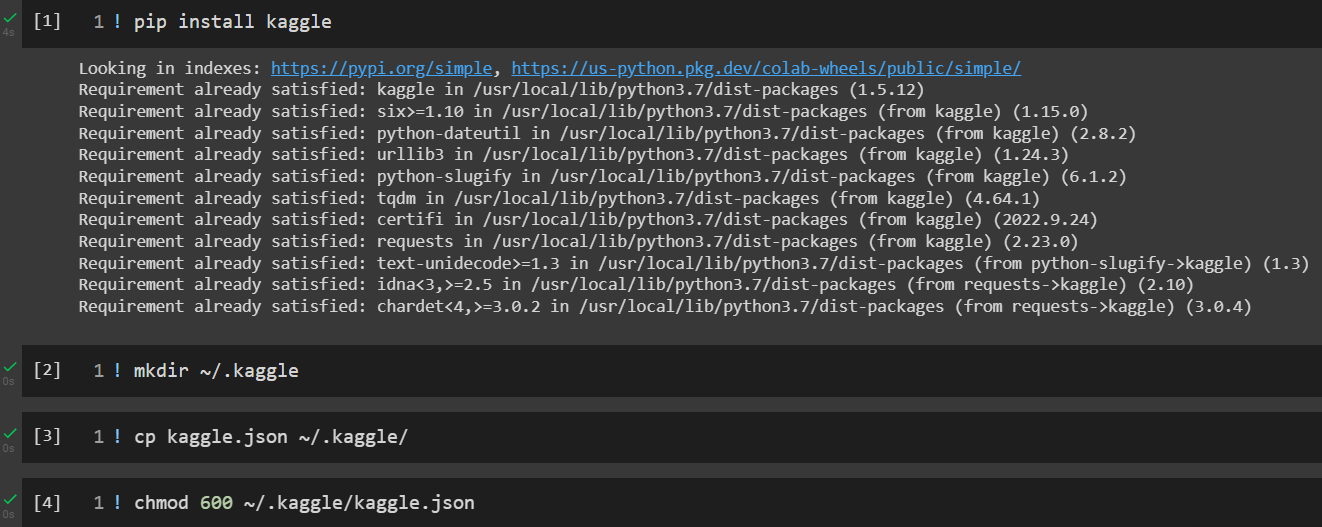 4s [1] 1 ! pip install kaggle
Looking in indexes: https://pypi.org/simple, https://us-python.pkg.dev/colab-wheels/public/simple/
Requirement already satisfied: kaggle in /usr/local/lib/python3.7/dist-packages (1.5.12)
Requirement already satisfied: six>=1.10 in /usr/local/lib/python3.7/dist-packages (from kaggle) (1.15.0)
Requirement already satisfied: python-dateutil in /usr/local/lib/python3.7/dist-packages (from kaggle) (2.8.2)
Requirement already satisfied: urllib3 in /usr/local/lib/python3.7/dist-packages (from kaggle) (1.24.3)
Requirement already satisfied: python-slugify in /usr/local/lib/python3.7/dist-packages (from kaggle) (6.1.2)
Requirement already satisfied: tqdm in /usr/local/lib/python3.7/dist-packages (from kaggle) (4.64.1)
Requirement already satisfied: certifi in /usr/local/lib/python3.7/dist-packages (from kaggle) (2022.9.24)
Requirement already satisfied: requests in /usr/local/lib/python3.7/dist-packages (from kaggle) (2.23.0)
Requirement already satisfied: text-unidecode>=1.3 in /usr/local/lib/python3.7/dist-packages (from python-slugify->kaggle) (1.3)
Requirement already satisfied: idna<3,>=2.5 in /usr/local/lib/python3.7/dist-packages (from requests->kaggle) (2.10)
Requirement already satisfied: chardet<4,>=3.0.2 in /usr/local/lib/python3.7/dist-packages (from requests->kaggle) (3.0.4)
0s [2] 1 ! mkdir ~/.kaggle
0s [3] 1 ! cp kaggle.json ~/.kaggle/
0s [4] 1 ! chmod 600 ~/.kaggle/kaggle.json